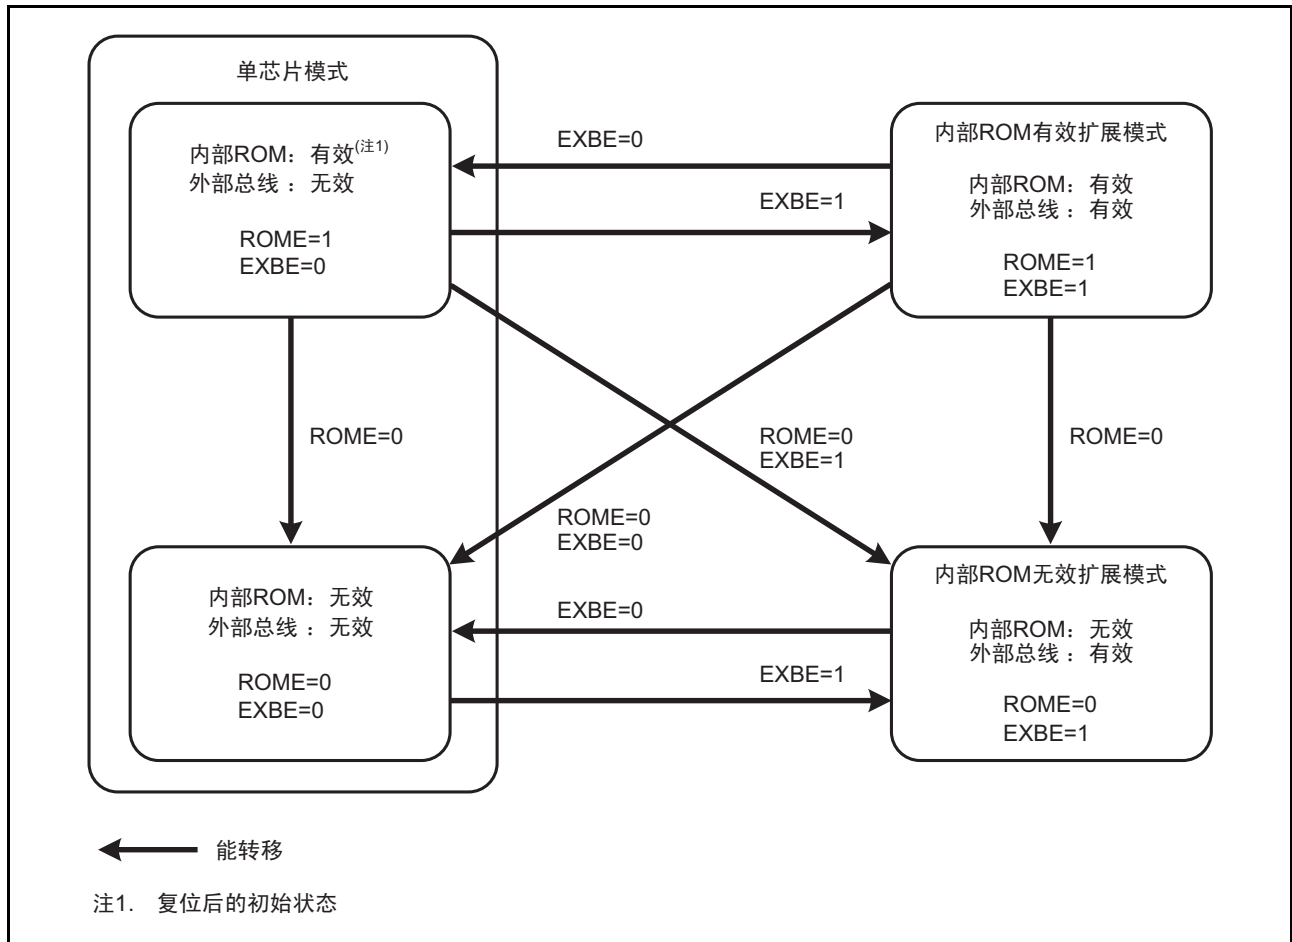 单芯片模式
内部ROM：有效(注1)
外部总线：无效
ROME=1
EXBE=0
EXBE=0
EXBE=1
内部ROM有效扩展模式
内部ROM：有效
外部总线：有效
ROME=1
EXBE=1
ROME=0
ROME=0
EXBE=1
ROME=0
ROME=0
EXBE=0
内部ROM：无效
外部总线：无效
ROME=0
EXBE=0
EXBE=0
EXBE=1
内部ROM无效扩展模式
内部ROM：无效
外部总线：有效
ROME=0
EXBE=1
能转移
注1. 复位后的初始状态